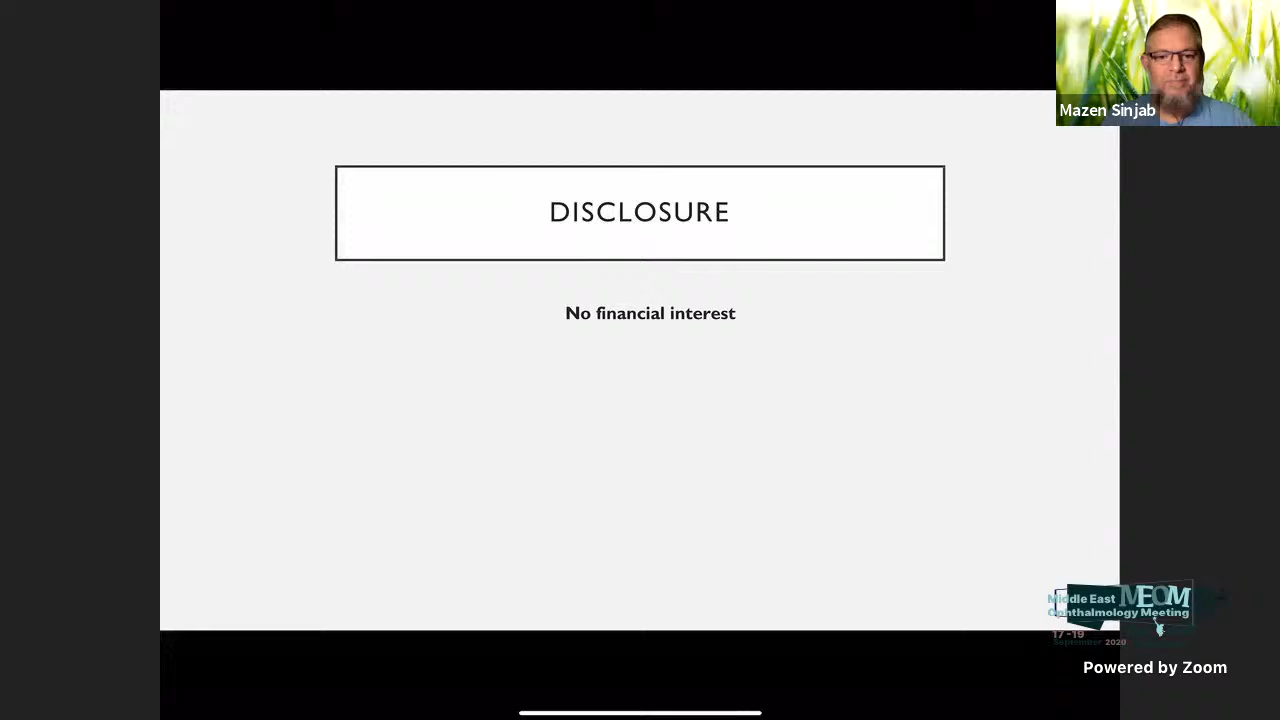 Mazen Sinjab
DISCLOSURE
No financial interest
Middle East MEOM
Ophthalmology Meeting
17-19
September 2020
Powered by Zoom